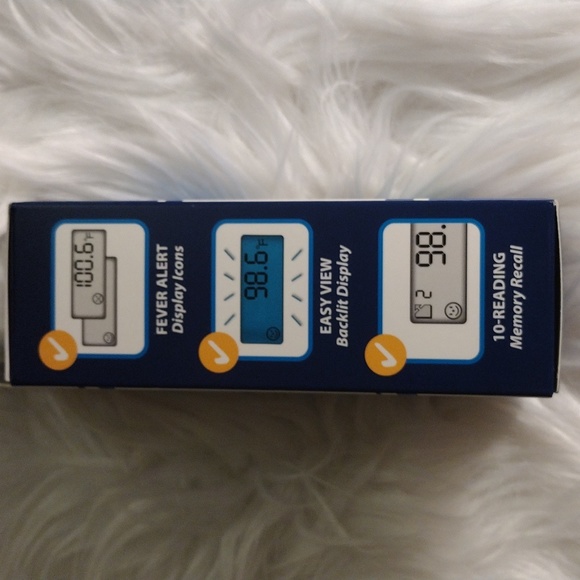 100.6°F
FEVER ALERT
Display Icons
98.6°F
EASY VIEW
Backlit Display
2
98.
10-READING
Memory Recall